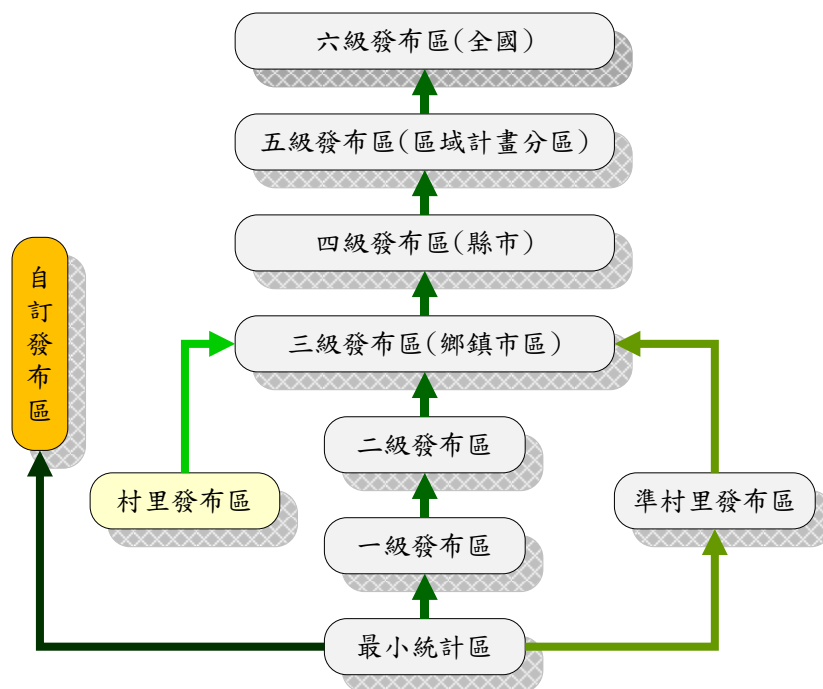 六級發布區(全國)
五級發布區(區域計畫分區)
四級發布區(縣市)
自訂發布區
三級發布區(鄉鎮市區)
二級發布區
村里發布區
準村里發布區
一級發布區
最小統計區